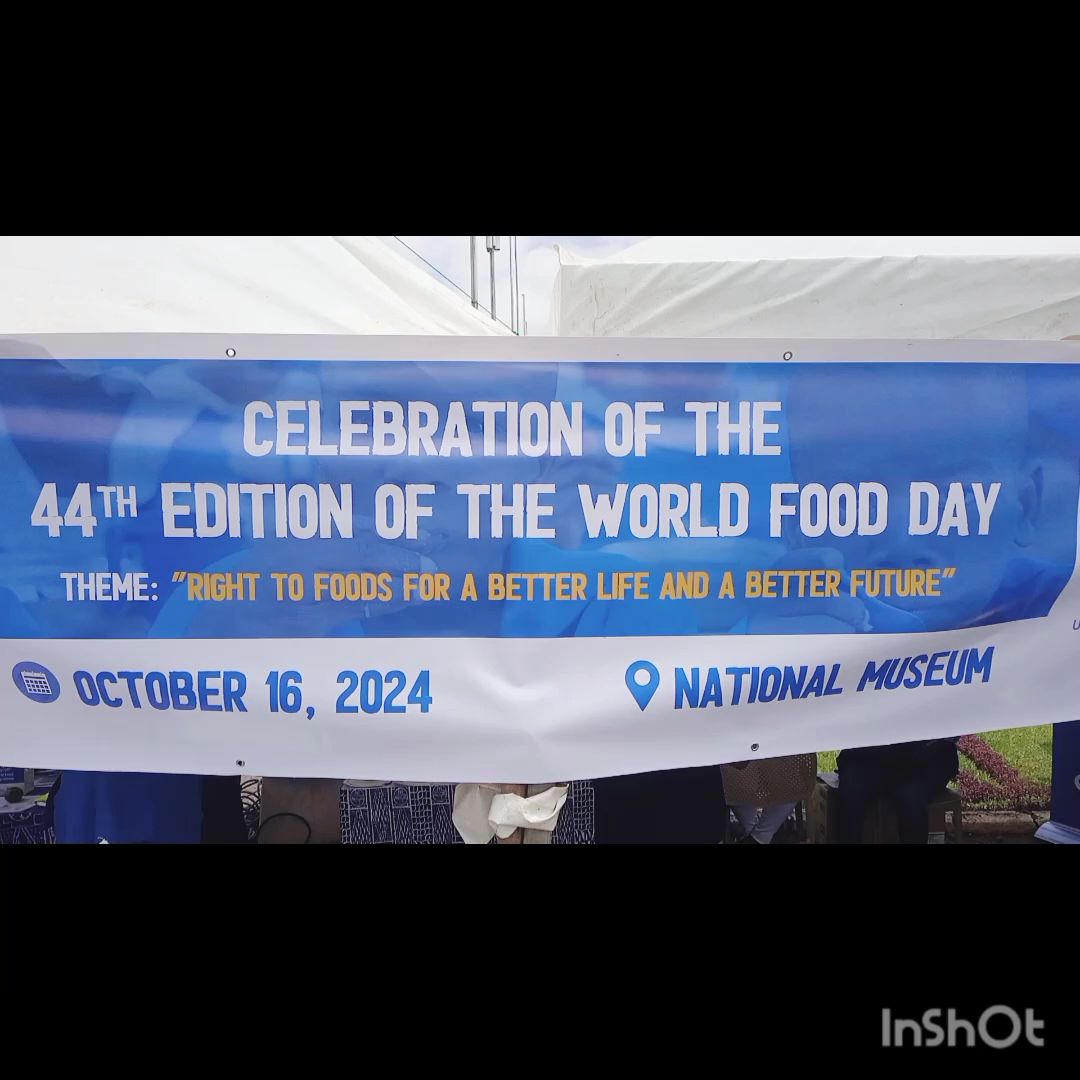 CELEBRATION OF THE
44TH EDITION OF THE WORLD FOOD DAY
THEME: "RIGHT TO FOODS FOR A BETTER LIFE AND A BETTER FUTURE"
OCTOBER 16, 2024
NATIONAL MUSEUM
InShOt